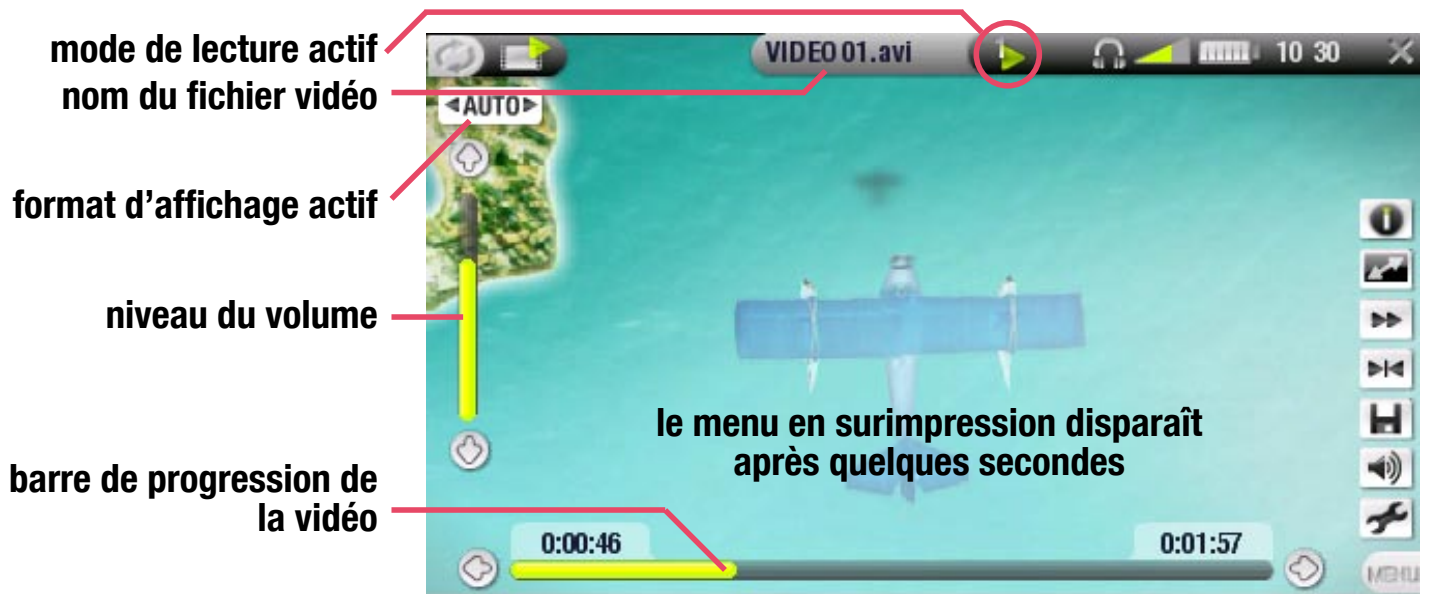 mode de lecture actif
nom du fichier vidéo
VIDEO 01.avi
1
10 30
◄AUTO►
format d'affichage actif
niveau du volume
le menu en surimpression disparaît
après quelques secondes
barre de progression de
la vidéo
0:00:46
0:01:57
MENU